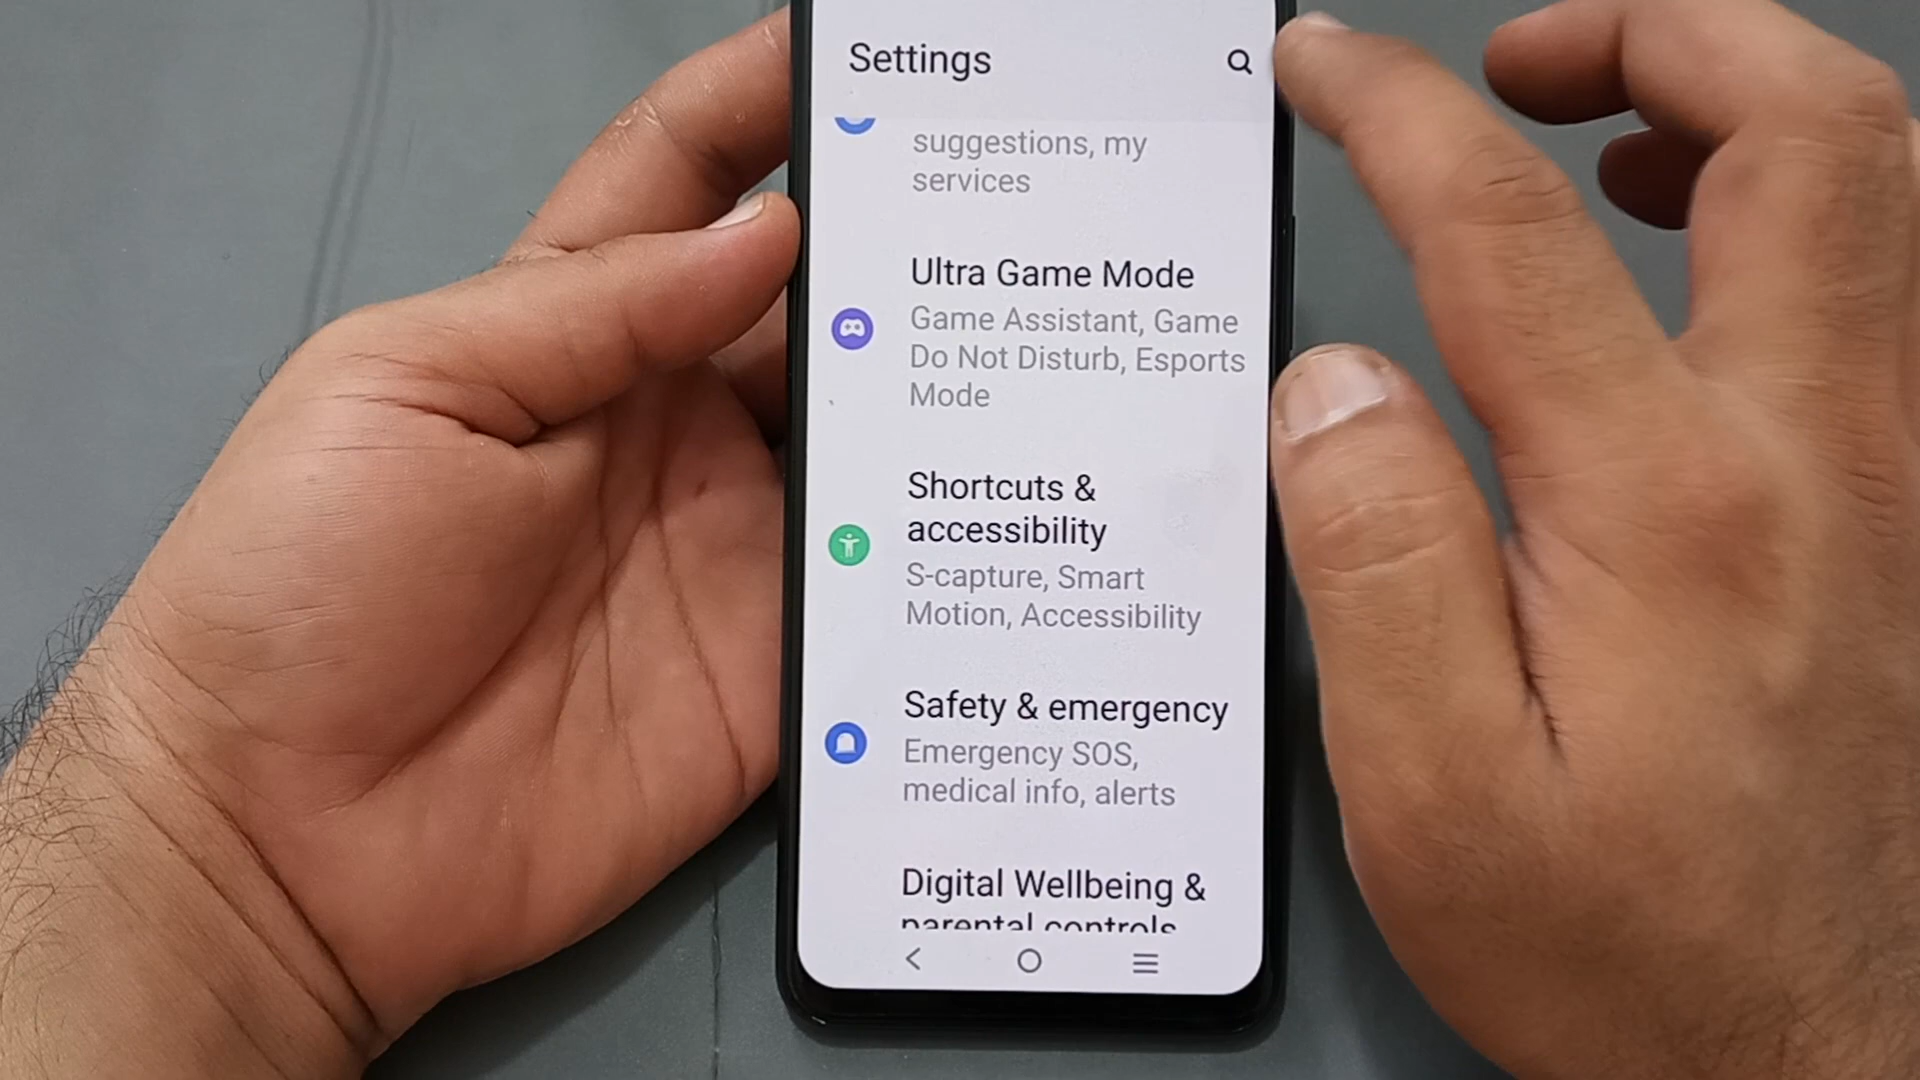 Settings
suggestions, my
services
Ultra Game Mode
Game Assistant, Game
Do Not Disturb, Esports
Mode
Shortcuts &
accessibility
S-capture, Smart
Motion, Accessibility
Safety & emergency
Emergency SOS,
medical info, alerts
Digital Wellbeing &
parental controls